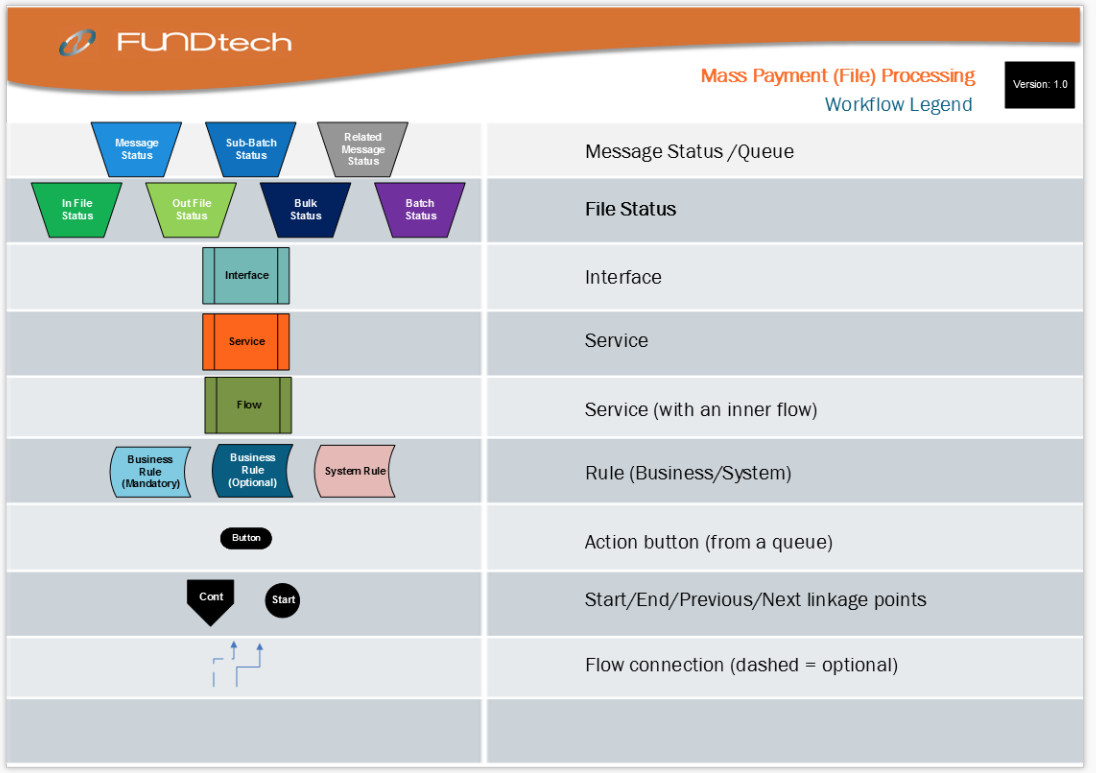 FUNDtech
Mass Payment (File) Processing
Workflow Legend
Version: 1.0
Message
Status
Sub-Batch
Status
Related
Message
Status
Message Status /Queue
In File
Status
Out File
Status
Bulk
Status
Batch
Status
File Status
Interface
Interface
Service
Service
Flow
Service (with an inner flow)
Business
Rule
(Mandatory)
Business
Rule
(Optional)
System Rule
Rule (Business/System)
Button
Action button (from a queue)
Cont
Start
Start/End/Previous/Next linkage points
Flow connection (dashed = optional)